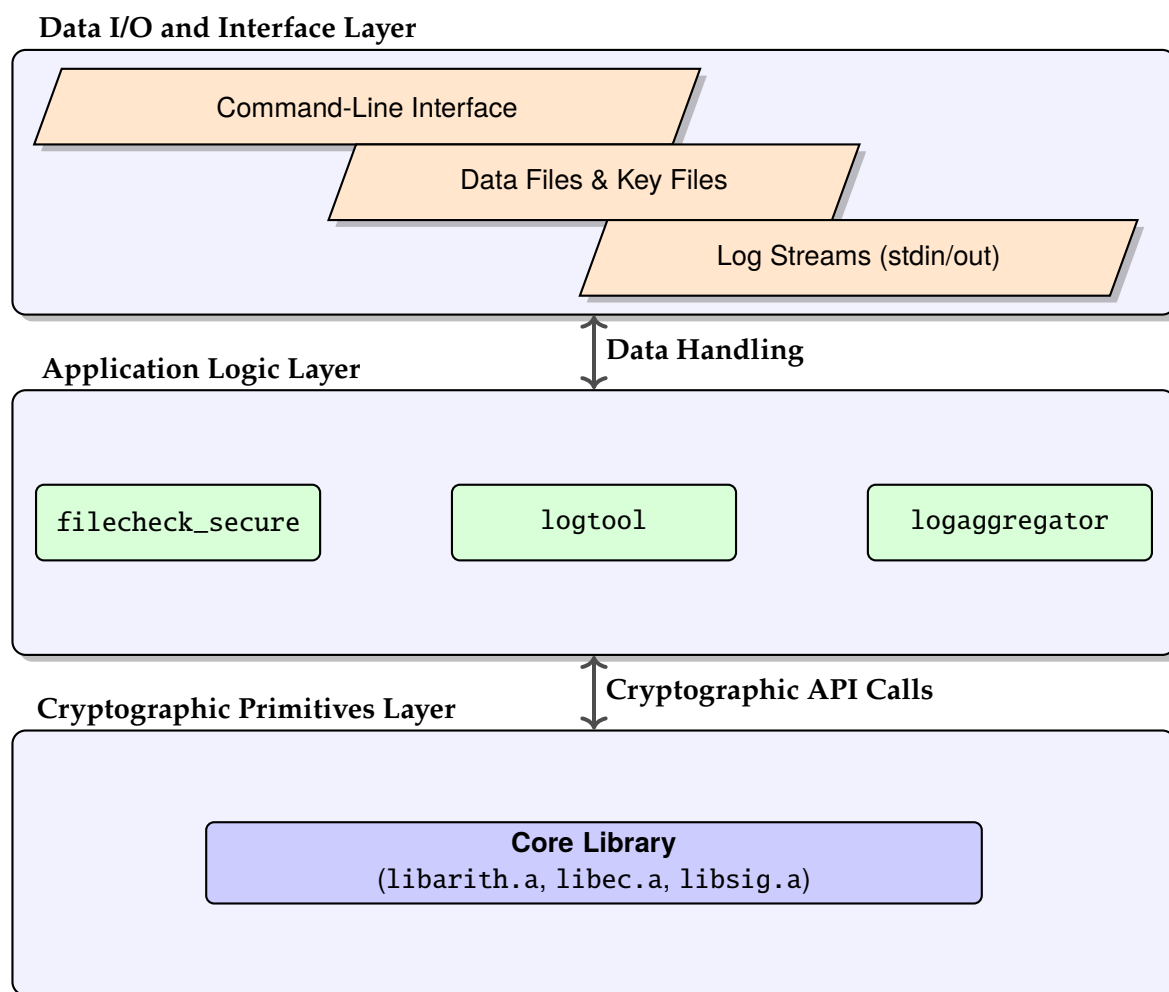 Data I/O and Interface Layer
Command-Line Interface
Data Files & Key Files
Log Streams (stdin/out)
Data Handling
Application Logic Layer
filecheck_secure
logtool
logaggregator
Cryptographic API Calls
Cryptographic Primitives Layer
Core Library
(libarith.a, libec.a, libsig.a)